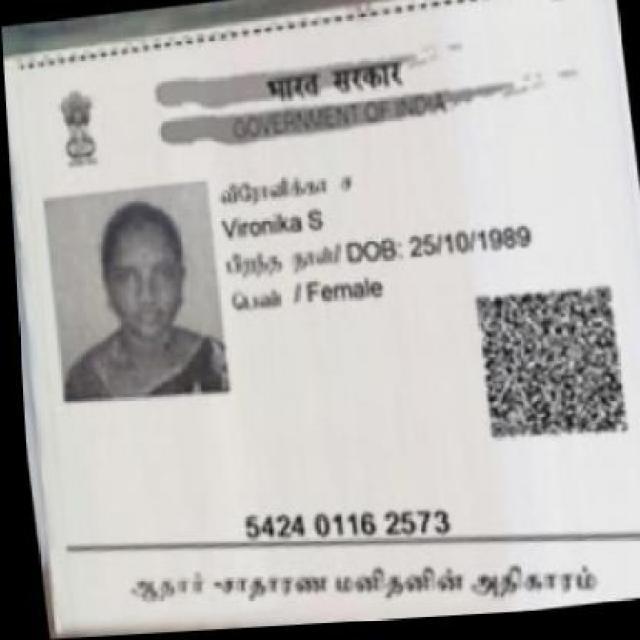 भारत सरकार
GOVERNMENT OF INDIA
Vironika S
பிறந்த நாள்/ DOB: 25/10/1989
பெண் / Female
5424 0116 2573
ஆதார் -சாதாரண மனிதனின் அதிகாரம்